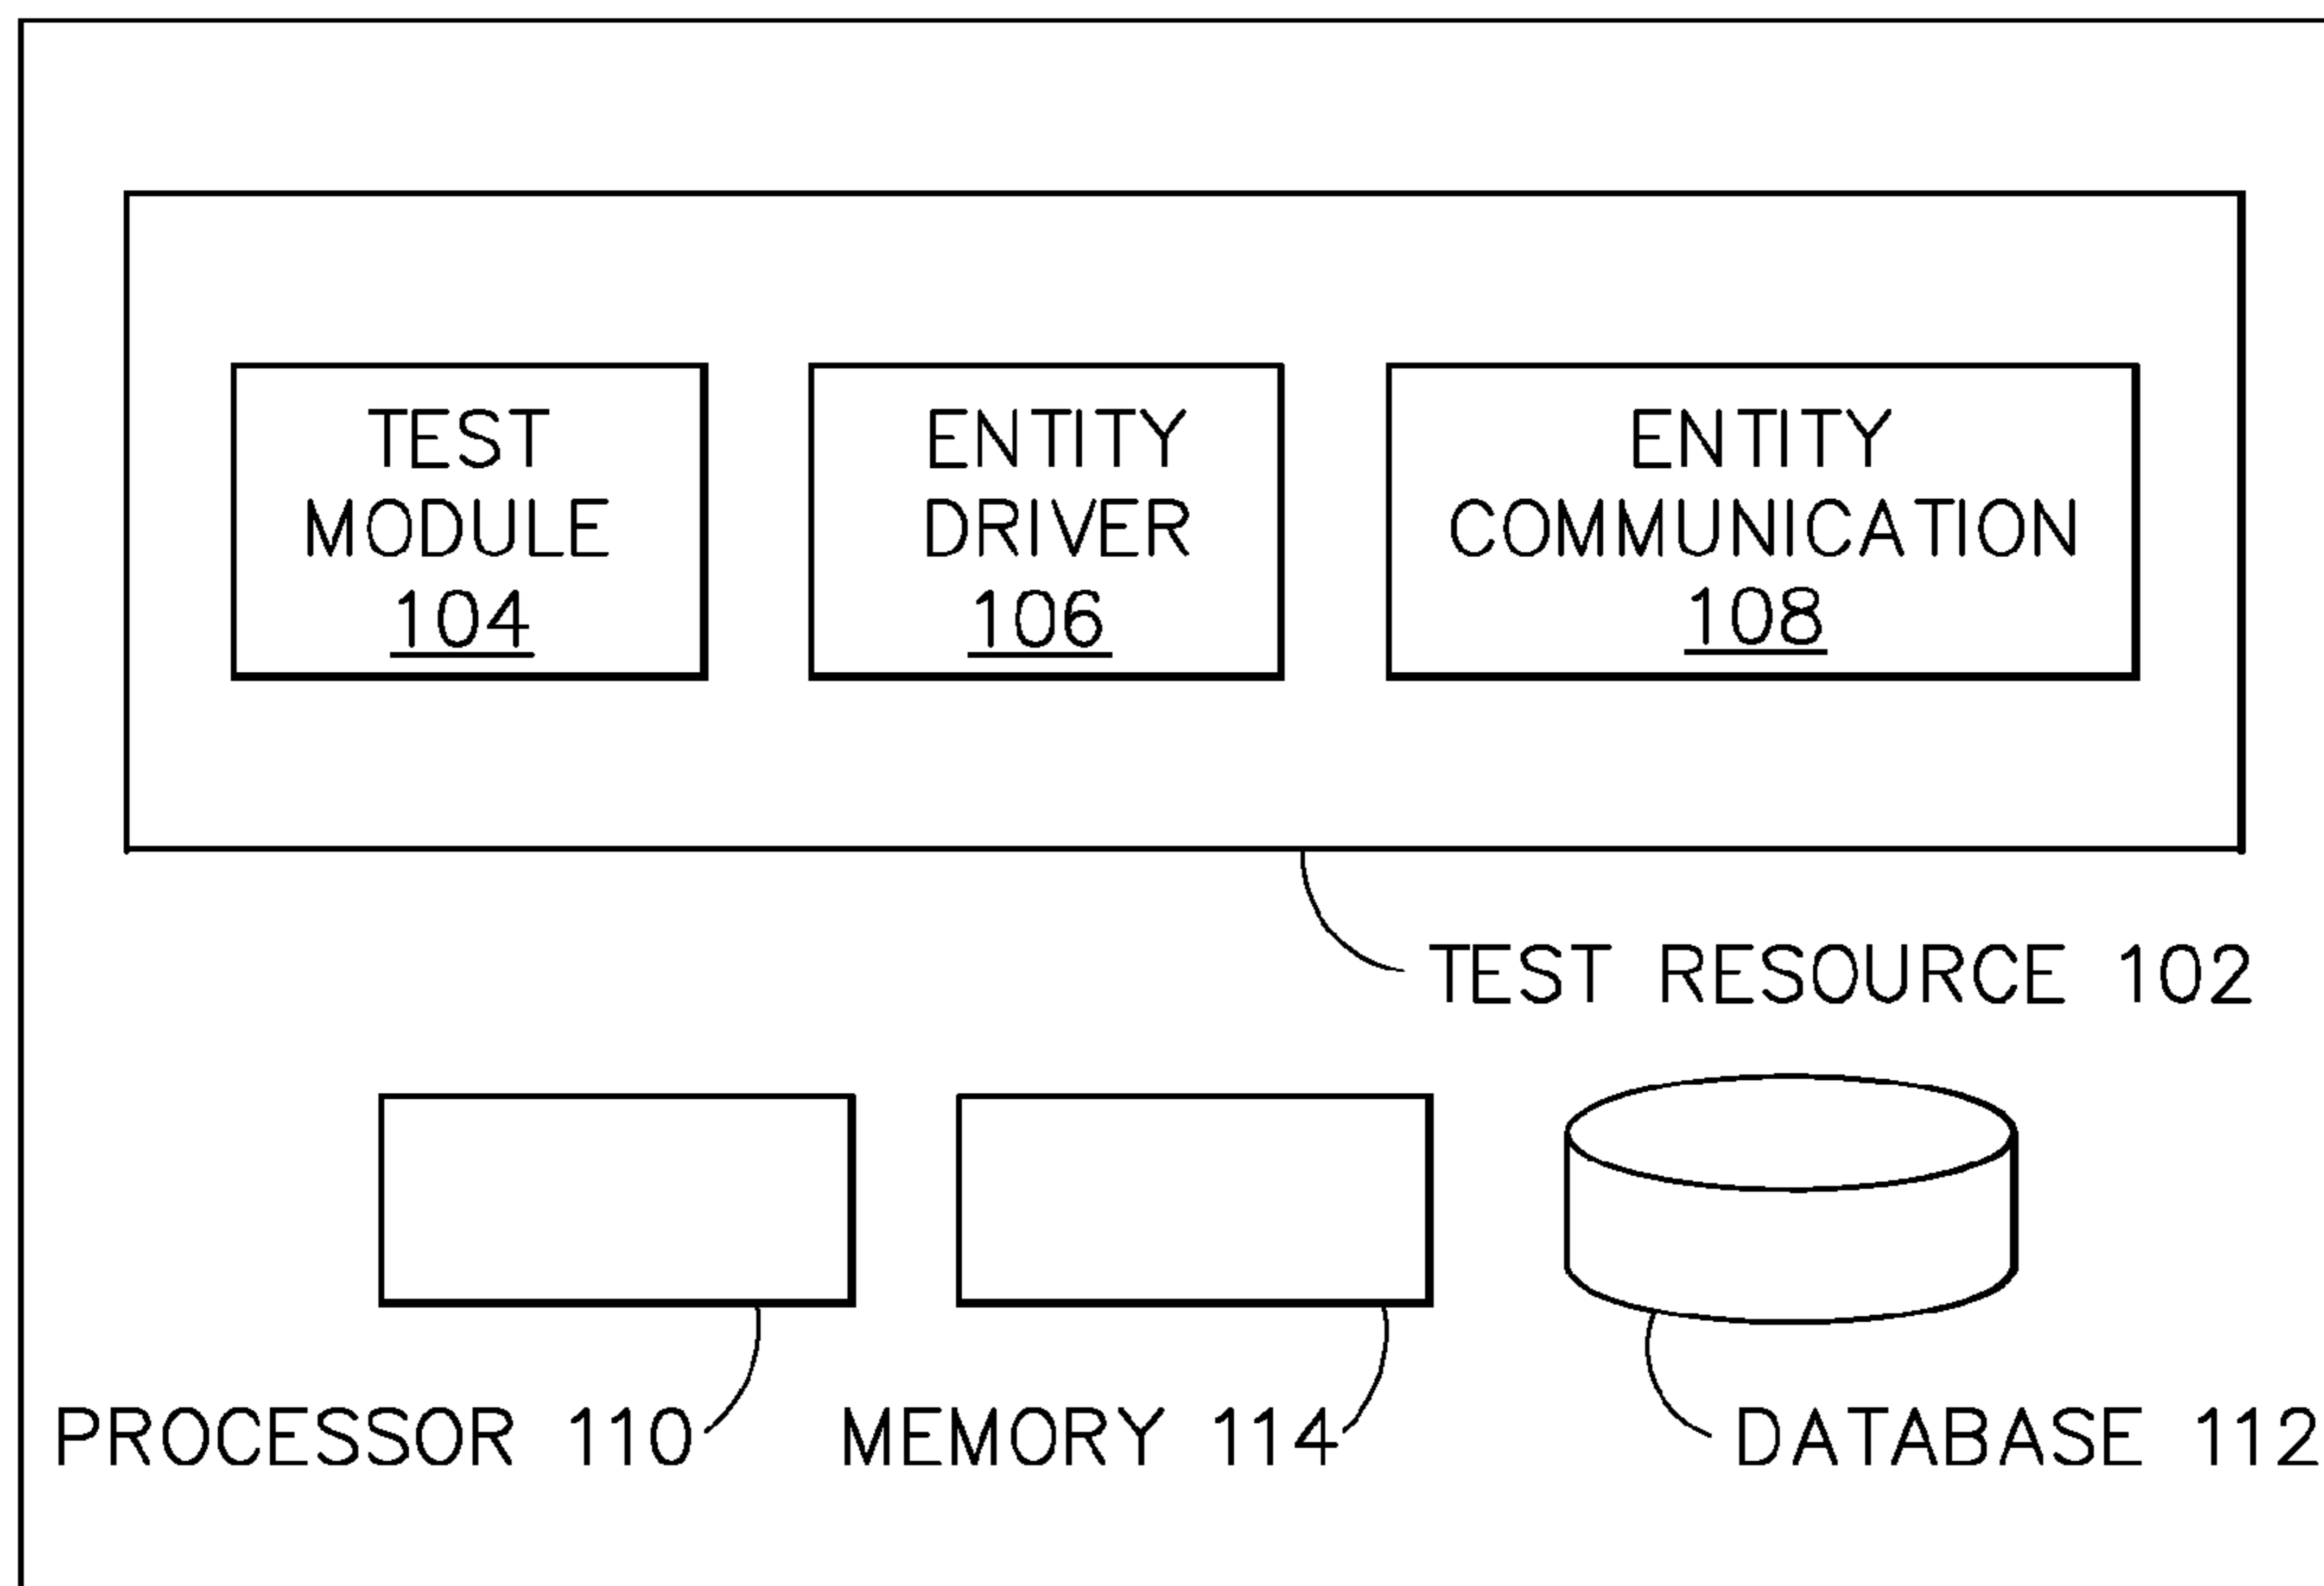 TEST
MODULE
104
ENTITY
DRIVER
106
ENTITY
COMMUNICATION
108
TEST RESOURCE 102
PROCESSOR 110
MEMORY 114
DATABASE 112